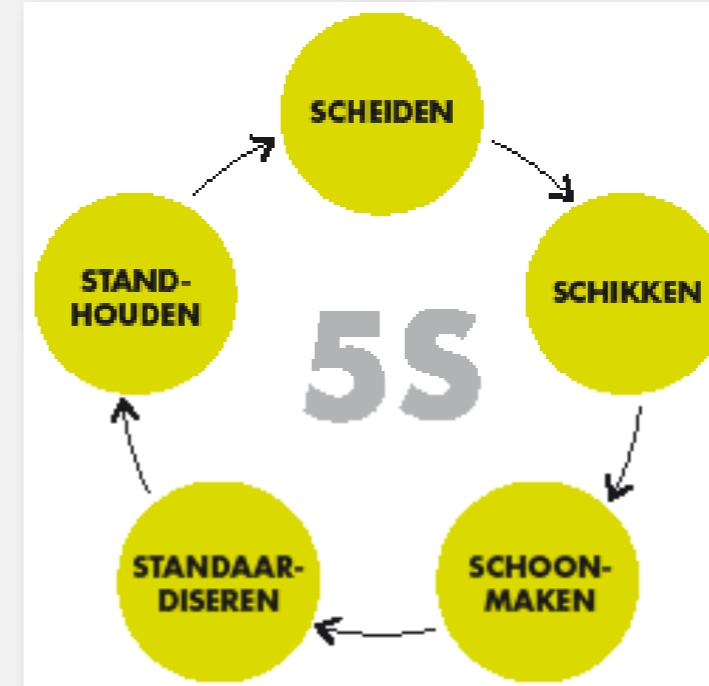 SCHEIDEN
SCHIKKEN
SCHOON-
MAKEN
STANDAAR-
DISEREN
STAND-
HOUDEN
5S